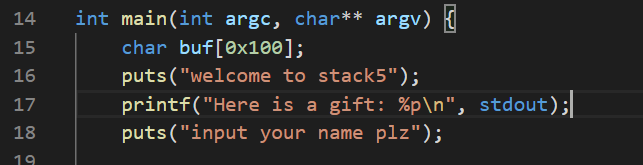 14 int main(int argc, char** argv) {
15     char buf[0x100];
16     puts("welcome to stack5");
17     printf("Here is a gift: %p\n", stdout);
18     puts("input your name plz");
19